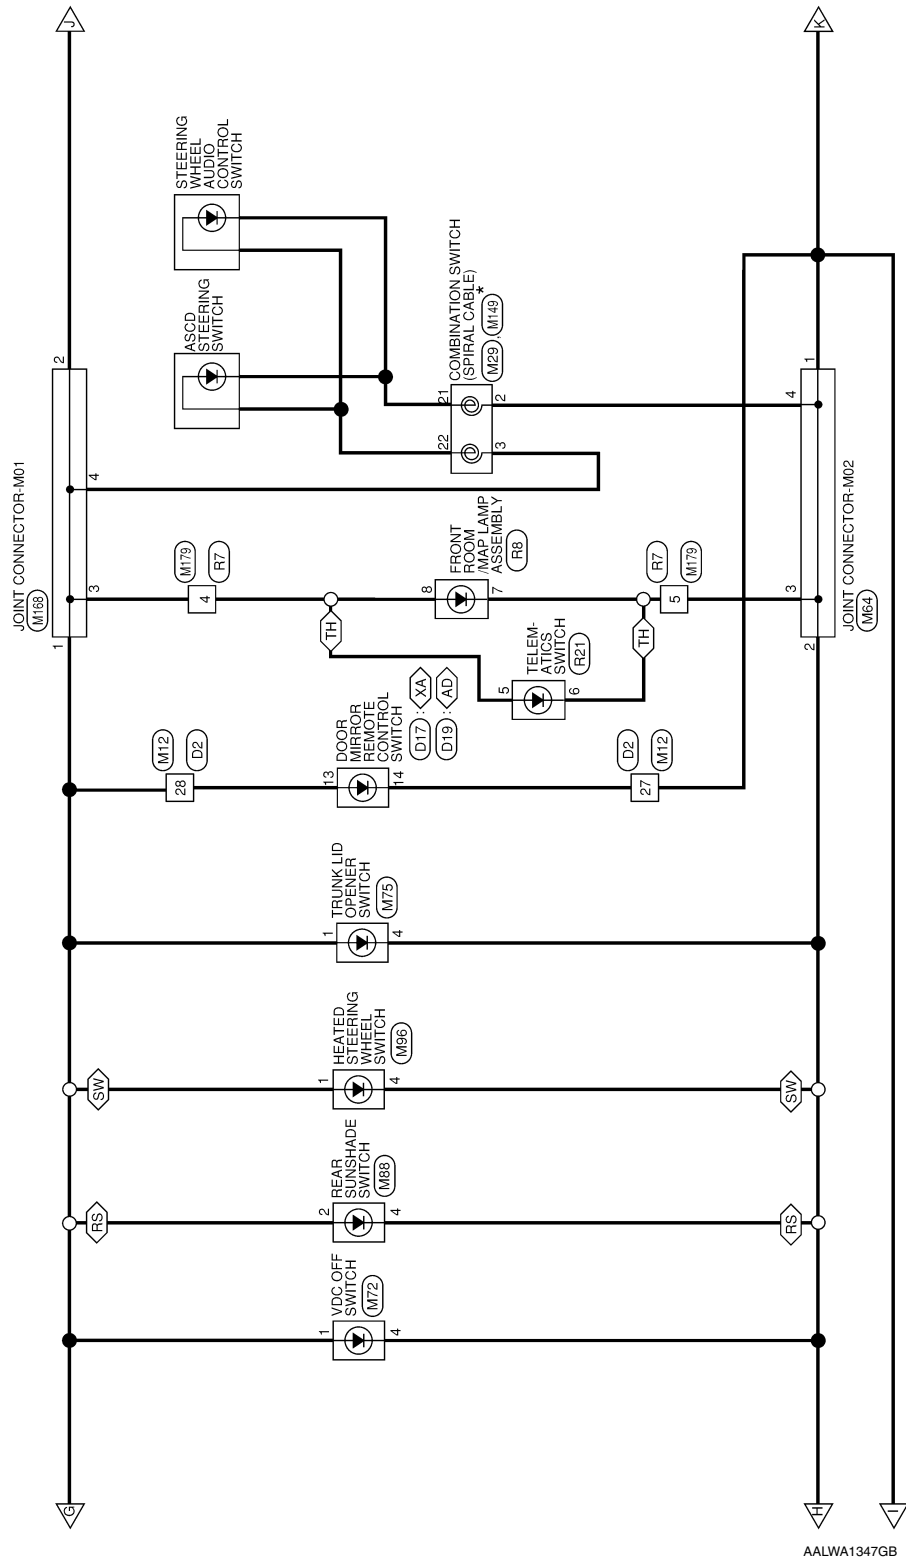 J
K
STEERING
WHEEL
AUDIO
CONTROL
SWITCH
ASCD
STEERING
SWITCH
COMBINATION SWITCH
(SPIRAL CABLE)
*
M29 , M149
21
22
2
3
JOINT CONNECTOR-M01
M168
2
4
3
1
M179
R7
4
FRONT
ROOM
/MAP LAMP
ASSEMBLY
R8
8
7
R7
M179
5
JOINT CONNECTOR-M02
M64
1
4
3
2
TH
TH
TELEM-
ATICS
SWITCH
R21
5
6
M12
D2
28
DOOR
MIRROR
REMOTE
CONTROL
SWITCH
D17 : XA
D19 : AD
13
14
D2
M12
27
TRUNK LID
OPENER
SWITCH
M75
1
4
SW
HEATED
STEERING
WHEEL
SWITCH
M96
1
4
SW
RS
REAR
SUNSHADE
SWITCH
M88
2
4
RS
VDC OFF
SWITCH
M72
1
4
G
H
I
AALWA1347GB